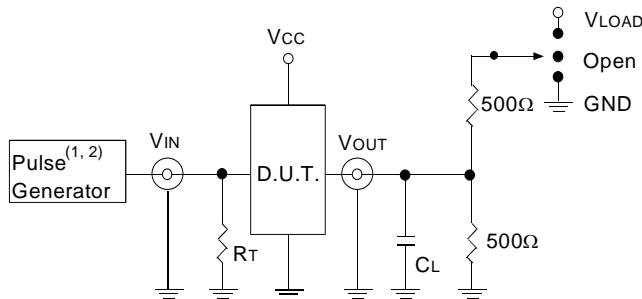 VLOAD
VCC
Open
500Ω
GND
VIN
VOUT
Pulse(1, 2)
Generator
D.U.T.
RT
CL
500Ω